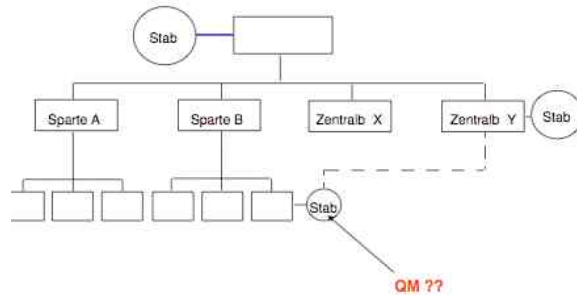 Stab
Sparte A
Sparte B
Zentralb X
Zentralb Y
Stab
Stab
QM ??